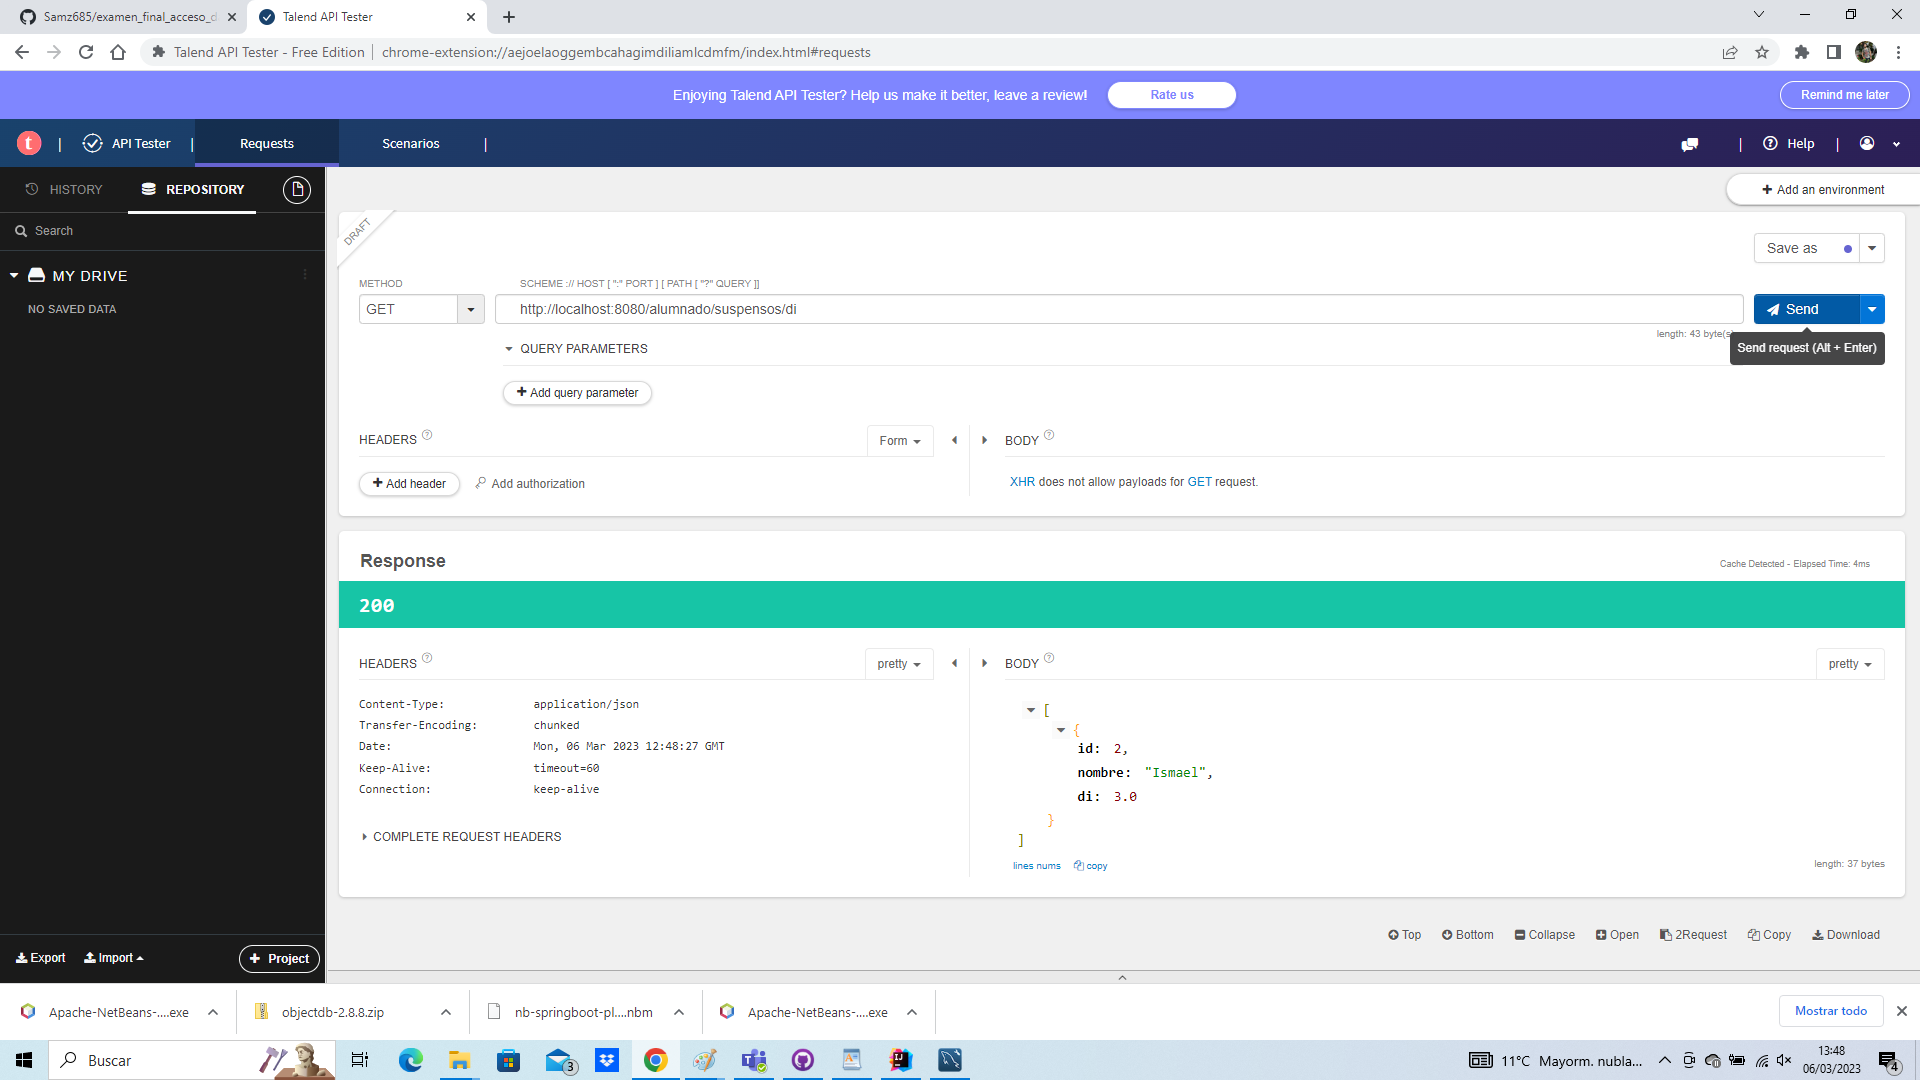 Samz685/examen_final_acceso_d
Talend API Tester
Talend API Tester - Free Edition
chrome-extension://aejoelaoggembcahagimdiliamlcdmfm/index.html#requests
Enjoying Talend API Tester? Help us make it better, leave a review!
Rate us
Remind me later
t | API Tester | Requests Scenarios | | Help |
HISTORY REPOSITORY
Add an environment
Search
DRAFT
Save as
MY DRIVE
METHOD SCHEME :// HOST [ ":" PORT ] [ PATH [ "?" QUERY ]]
NO SAVED DATA
GET http://localhost:8080/alumnado/suspensos/di Send
length: 43 byte(s)
Send request (Alt + Enter)
QUERY PARAMETERS
Add query parameter
HEADERS Form BODY
Add header Add authorization XHR does not allow payloads for GET request.
Response Cache Detected - Elapsed Time: 4ms
200
HEADERS pretty BODY pretty
Content-Type: application/json
Transfer-Encoding: chunked
Date: Mon, 06 Mar 2023 12:48:27 GMT
Keep-Alive: timeout=60
Connection: keep-alive
COMPLETE REQUEST HEADERS
[
{
id: 2,
nombre: "Ismael",
di: 3.0
}
]
lines nums copy length: 37 bytes
Top Bottom Collapse Open 2Request Copy Download
Export Import + Project
Apache-NetBeans-....exe objectdb-2.8.8.zip nb-springboot-pl....nbm Apache-NetBeans-....exe Mostrar todo
Buscar 3 11°C Mayorm. nubla... 13:48
06/03/2023 4